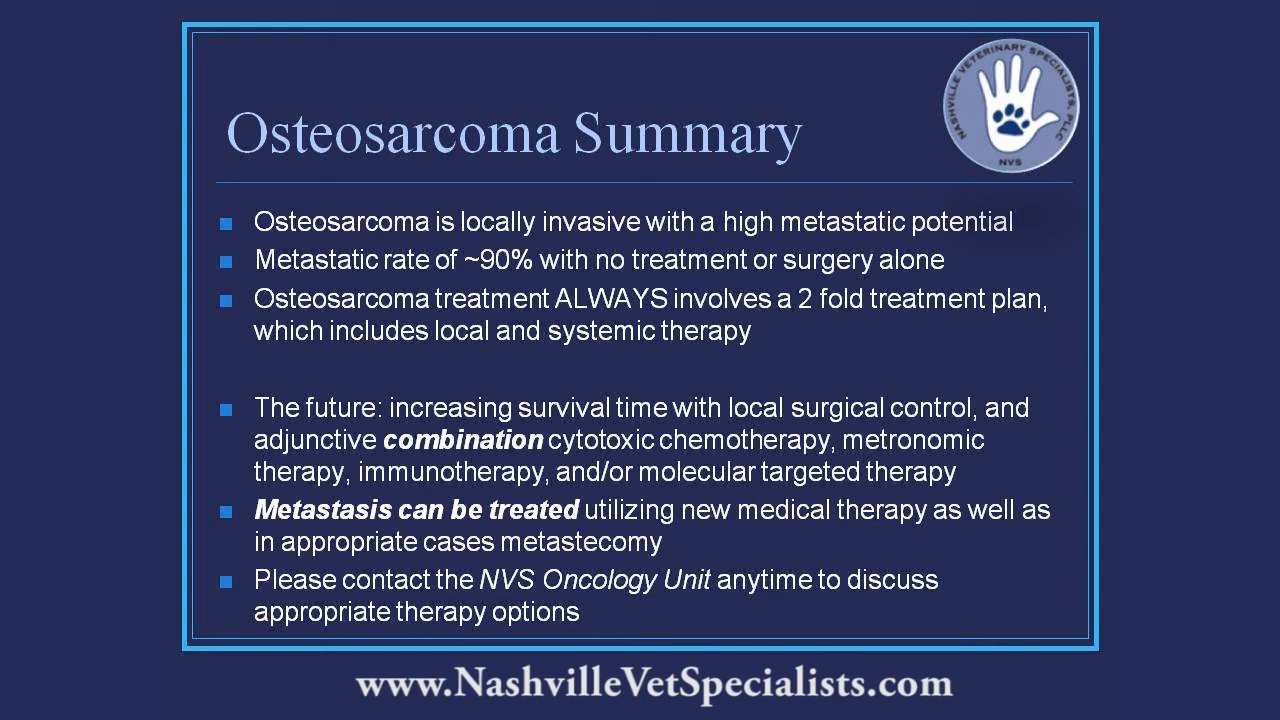 NASHVILLE VETERINARY SPECIALISTS, PLLC
NVS
Osteosarcoma Summary
Osteosarcoma is locally invasive with a high metastatic potential
Metastatic rate of ~90% with no treatment or surgery alone
Osteosarcoma treatment ALWAYS involves a 2 fold treatment plan,
which includes local and systemic therapy
The future: increasing survival time with local surgical control, and
adjunctive combination cytotoxic chemotherapy, metronomic
therapy, immunotherapy, and/or molecular targeted therapy
Metastasis can be treated utilizing new medical therapy as well as
in appropriate cases metastecomy
Please contact the NVS Oncology Unit anytime to discuss
appropriate therapy options
www.NashvilleVetSpecialists.com